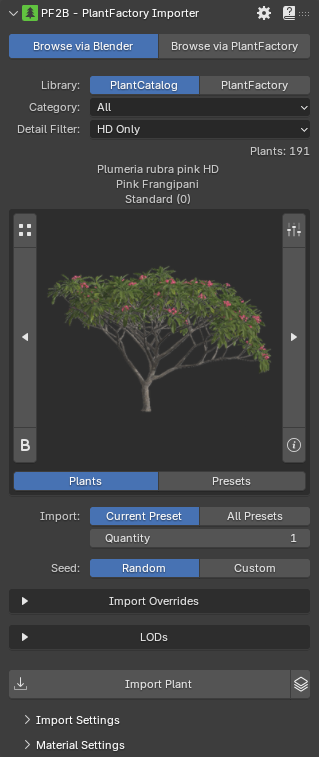 PF2B - PlantFactory Importer
Browse via Blender Browse via PlantFactory
Library: PlantCatalog PlantFactory
Category: All
Detail Filter: HD Only
Plants: 191
Plumeria rubra pink HD
Pink Frangipani
Standard (0)
B
Plants Presets
Import: Current Preset All Presets
Quantity 1
Seed: Random Custom
Import Overrides
LODs
Import Plant
Import Settings
Material Settings